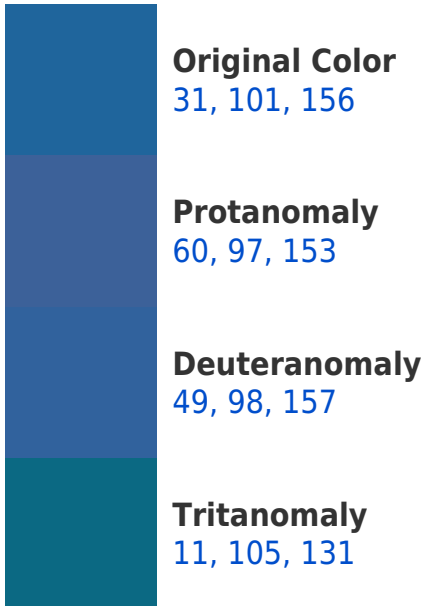 Original Color
31, 101, 156
Protanomaly
60, 97, 153
Deuteranomaly
49, 98, 157
Tritanomaly
11, 105, 131